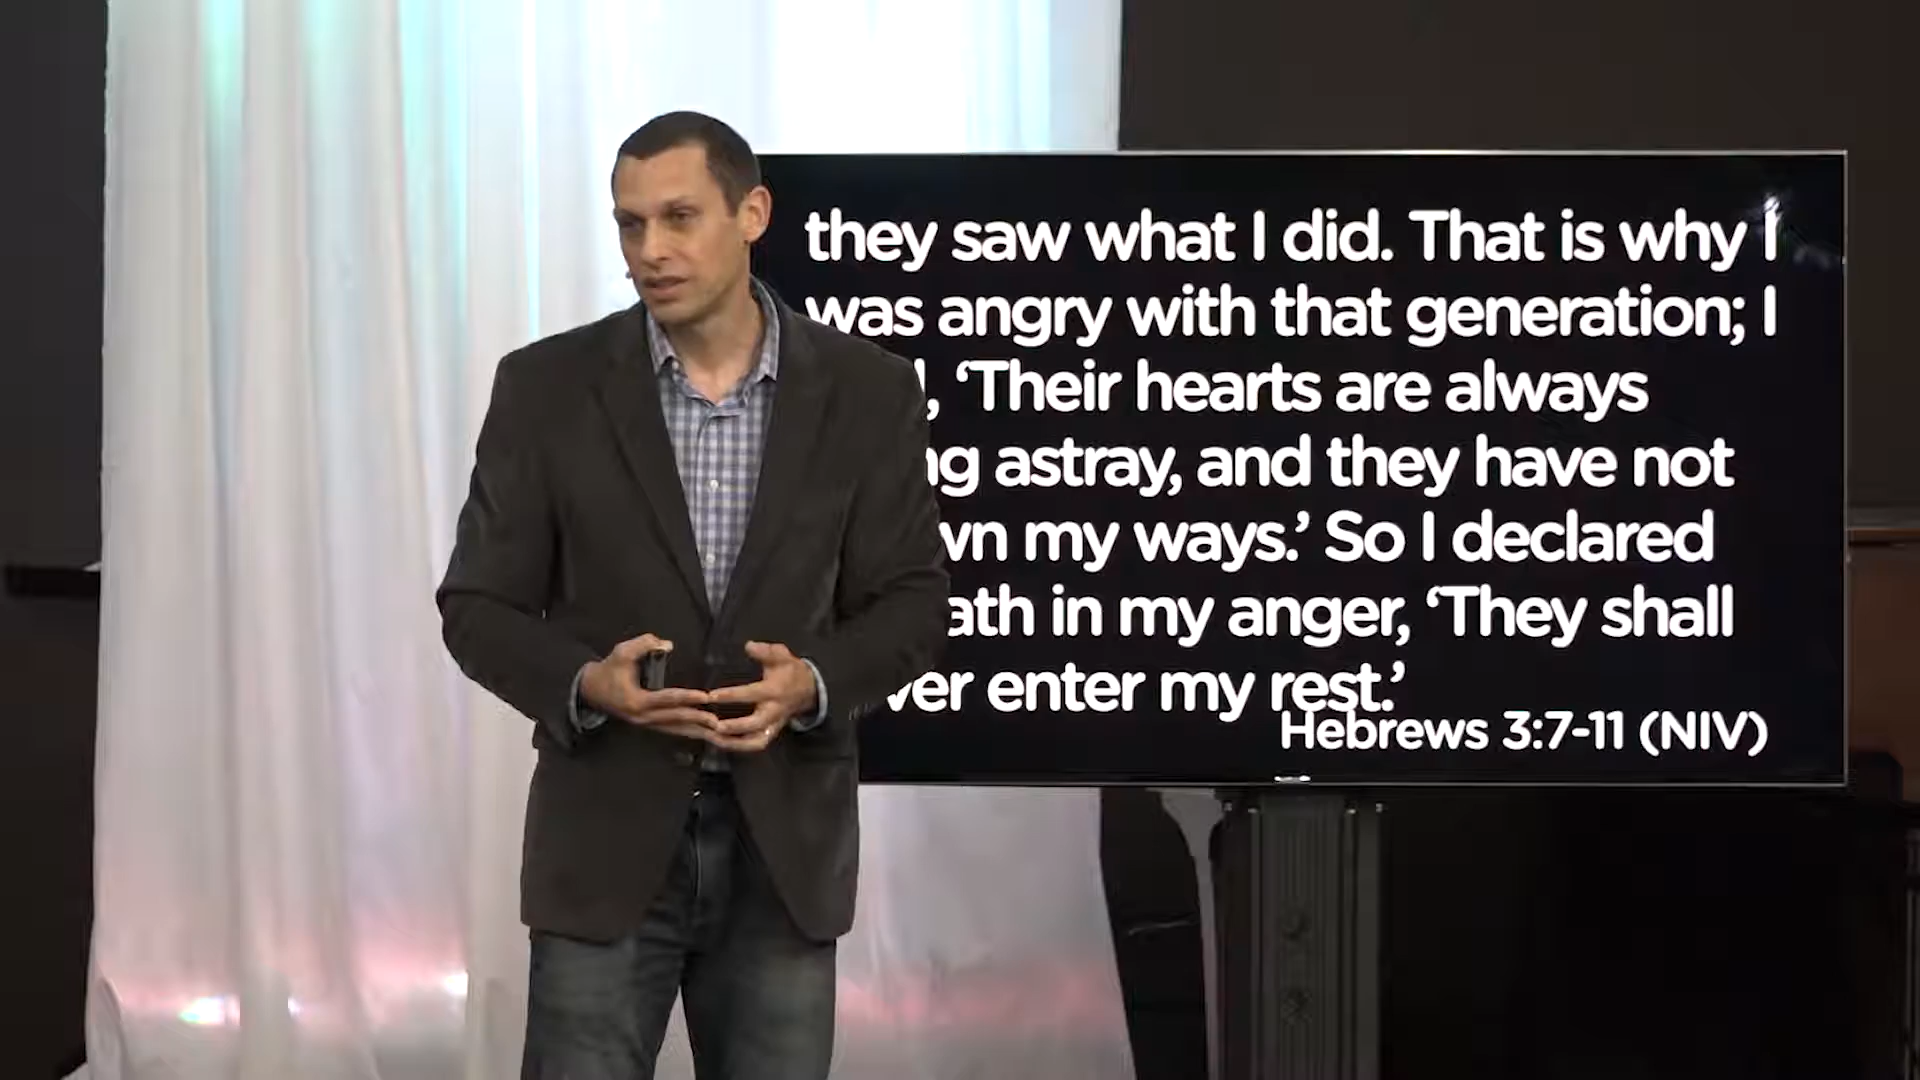 they saw what I did. That is why I
was angry with that generation; I
, ‘Their hearts are always
astray, and they have not
my ways.’ So I declared
in my anger, ‘They shall
enter my rest.’
Hebrews 3:7-11 (NIV)